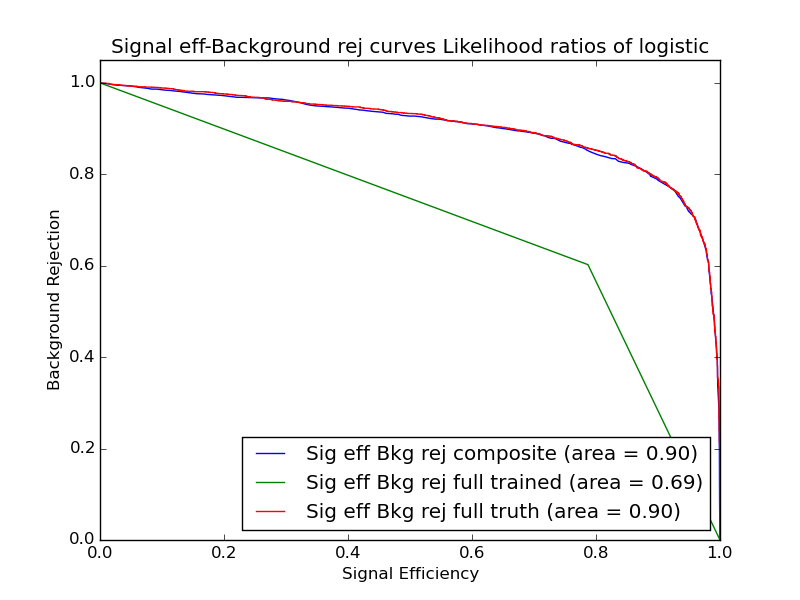 Signal eff-Background rej curves Likelihood ratios of logistic
1.0
0.8
0.6
0.4
0.2
0.0
Background Rejection
Sig eff Bkg rej composite (area = 0.90)
Sig eff Bkg rej full trained (area = 0.69)
Sig eff Bkg rej full truth (area = 0.90)
0.0 0.2 0.4 0.6 0.8 1.0
Signal Efficiency